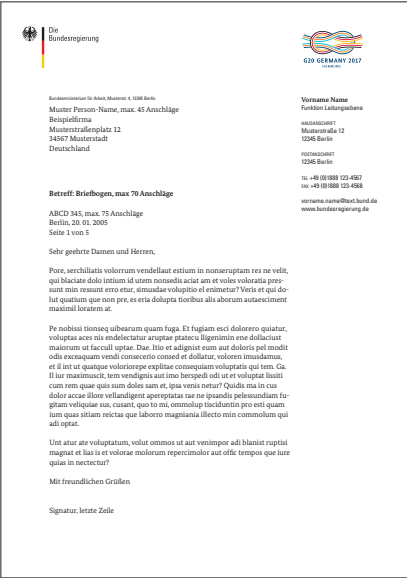 Die
Bundesregierung
G20 GERMANY 2017
HAMBURG
Bundesministerium für Arbeit, Musterstr. 4, 12345 Berlin
Muster Person-Name, max. 45 Anschläge
Beispielfirma
Musterstraßenplatz 12
34567 Musterstadt
Deutschland
Vorname Name
Funktion Leitungsebene
HAUSANSCHRIFT
Musterstraße 12
12345 Berlin
POSTANSCHRIFT
12345 Berlin
TEL +49 (0)1888 123-4567
FAX +49 (0)1888 123-4568
vorname.name@text.bund.de
www.bundesregierung.de
Betreff: Briefbogen, max 70 Anschläge
ABCD 345, max. 75 Anschläge
Berlin, 20. 01. 2005
Seite 1 von 5
Sehr geehrte Damen und Herren,
Pore, serchiliatis volorrum vendellaut estium in nonseruptam res ne velit,
qui blaciate dolo intium id utem nonsedis aciat am et voles voloratia pres-
sunt min ressunt erro etur, simusdae voluptio el enimetur? Veris et qui do-
lut quatium que non pre, es eria dolupta tioribus alis aborum autaesciment
maximil loratem at.
Pe nobissi tionseq uibearum quam fuga. Et fugiam esci dolorero quiatur,
voluptas aces nis endelectatur aruptae ptatecu lligenimin ene dollaciust
maiorum ut faccull uptae. Dae. Itio et adignist eum aut doloris pel modit
odis exceaquam vendi consecerio consed et dollatur, voloren imusdamus,
et il int ut quatque voloriorepe explitae consequiam voluptatis qui tem. Ga.
Il iur maximuscit, tem vendignis aut imo berspedi odi ut et voluptat lissiti
cum rem quae quis sum doles sam et, ipsa venis netur? Quidis ma in cus
dolor accae illore vellandigent apereptatas rae ne ipsandis pelessundiam fu-
gitam veliquiae sus, cusant, quo to mi, ommolup tisciduntin pro esti quam
ium quas sitiam reictas que laborro magniania illecto min commolum qui
adi optat.
Unt atur ate voluptatum, volut ommos ut aut venimpor adi blanist ruptisi
magnat et lias is et volorae molorum repercimolor aut offic tempos que iure
quias in nectectur?
Mit freundlichen Grüßen
Signatur, letzte Zeile